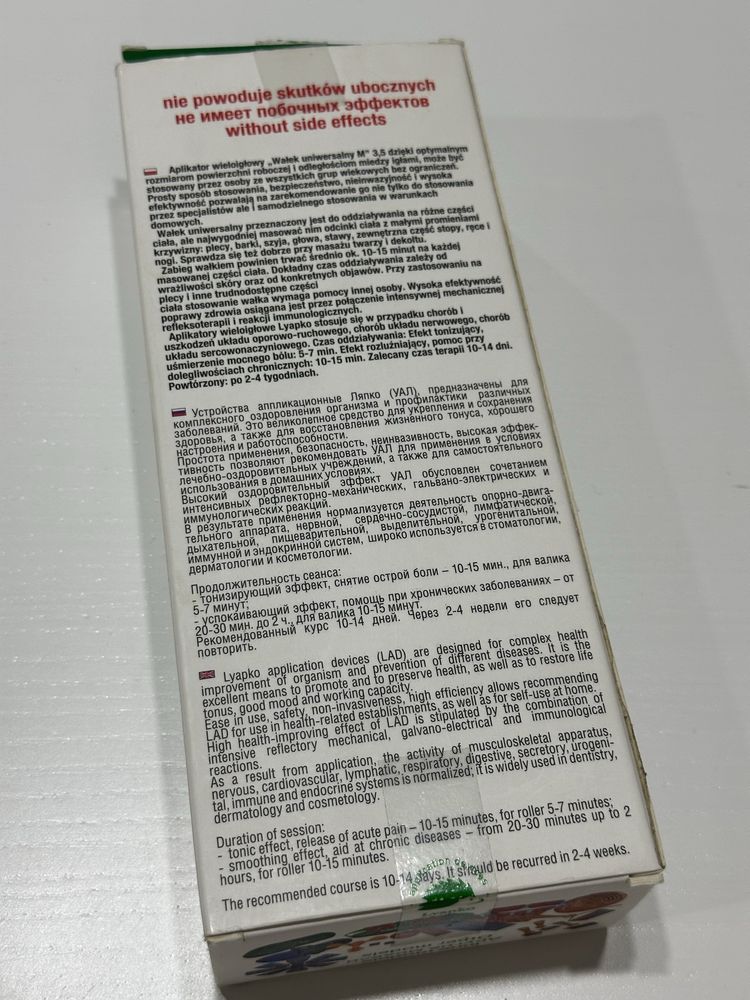 nie powoduje skutków ubocznych
не имеет побочных эффектов
without side effects
Aplikator wieloigłowy „Wałek uniwersalny M" 3,5 dzięki optymalnym
rozmiarom powierzchni roboczej i odległościom miedzy igłami, może być
stosowany przez osoby ze wszystkich grup wiekowych bez ograniczeń.
Prosty sposób stosowania, bezpieczeństwo, nieinwazyjność i wysoka
efektywność pozwalają na zarekomendowanie go nie tylko do stosowania
przez specjalistów ale i samodzielnego stosowania w warunkach
domowych.
Wałek uniwersalny przeznaczony jest do oddziaływania na różne części
ciała, ale najwygodniej masować nim odcinki ciała z małymi promieniami
krzywizny: plecy, barki, szyja, głowa, stawy, zewnętrzna część stopy, ręce i
nogi. Sprawdza się też dobrze przy masażu twarzy i dekoltu.
Zabieg wałkiem powinien trwać średnio ok. 10-15 minut na każdej
masowanej części ciała. Dokładny czas oddziaływania zależy od
wrażliwości skóry oraz od konkretnych objawów. Przy zastosowaniu na
plecy i inne trudnodostępne części
ciała stosowanie wałka wymaga pomocy innej osoby. Wysoka efektywność
poprawy zdrowia osiągana jest przez połączenie intensywnej mechanicznej
refleksoterapii i reakcji immunologicznych.
Aplikatory wieloigłowe Lyapko stosuje się w przypadku chorób i
uszkodzeń układu oporowo-ruchowego, chorób układu nerwowego, chorób
układu sercowonaczyniowego. Czas oddziaływania: Efekt tonizujący,
uśmierzenie mocnego bólu: 5-7 min. Efekt rozluźniający, pomoc przy
dolegliwościach chronicznych: 10-15 min. Zalecany czas terapii 10-14 dni.
Powtórzony: po 2-4 tygodniach.
Устройства аппликационные Ляпко (УАЛ), предназначены для
комплексного оздоровления организма и профилактики различных
заболеваний. Это великолепное средство для укрепления и сохранения
здоровья, а также для восстановления жизненного тонуса, хорошего
настроения и работоспособности.
Простота применения, безопасность, неинвазивность, высокая эффек-
тивность позволяют рекомендовать УАЛ для применения в условиях
лечебно-оздоровительных учреждений, а также для самостоятельного
использования в домашних условиях.
Высокий оздоровительный эффект УАЛ обусловлен сочетанием
интенсивных рефлекторно-механических, гальвано-электрических и
иммунологических реакций.
В результате применения нормализуется деятельность опорно-двига-
тельного аппарата, нервной, сердечно-сосудистой, лимфатической,
дыхательной, пищеварительной, выделительной, урогенитальной,
иммунной и эндокринной систем, широко используется в стоматологии,
дерматологии и косметологии.
Продолжительность сеанса:
- тонизирующий эффект, снятие острой боли – 10-15 мин., для валика
5-7 минут;
- успокаивающий эффект, помощь при хронических заболеваниях – от
20-30 мин. до 2 ч., для валика 10-15 минут.
Рекомендованный курс 10-14 дней. Через 2-4 недели его следует
повторить.
Lyapko application devices (LAD) are designed for complex health
improvement of organism and prevention of different diseases. It is the
excellent means to promote and to preserve health, as well as to restore life
tonus, good mood and working capacity.
Ease in use, safety, non-invasiveness, high efficiency allows recommending
LAD for use in health-related establishments, as well as for self-use at home.
High health-improving effect of LAD is stipulated by the combination of
intensive reflectory mechanical, galvano-electrical and immunological
reactions.
As a result from application, the activity of musculoskeletal apparatus,
nervous, cardiovascular, lymphatic, respiratory, digestive, secretory, urogeni-
tal, immune and endocrine systems is normalized; it is widely used in dentistry,
dermatology and cosmetology.
Duration of session:
- tonic effect, release of acute pain – 10-15 minutes, for roller 5-7 minutes;
- smoothing effect, aid at chronic diseases – from 20-30 minutes up to 2
hours, for roller 10-15 minutes.
The recommended course is 10-14 days. It should be recurred in 2-4 weeks.
Lyapko